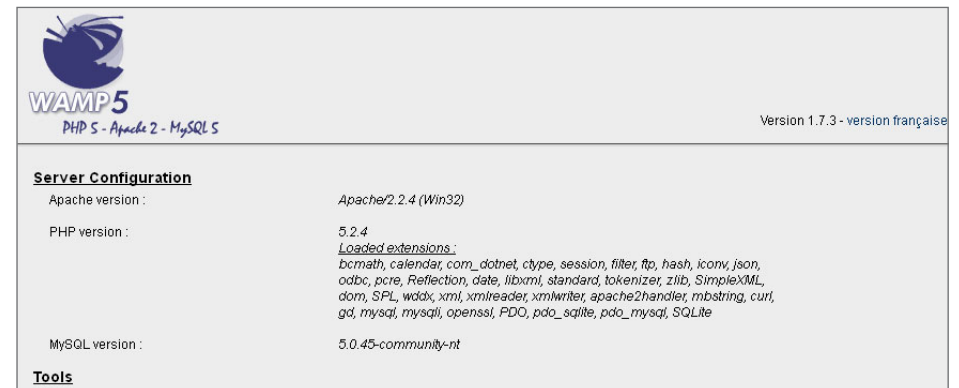 WAMP5
PHP 5 - Apache 2 - MySQL 5
Version 1.7.3 - version française
Server Configuration
Apache version : Apache/2.2.4 (Win32)
PHP version : 5.2.4
Loaded extensions :
bcmath, calendar, com_dotnet, ctype, session, filter, ftp, hash, iconv, json,
odbc, pcre, Reflection, date, libxml, standard, tokenizer, zlib, SimpleXML,
dom, SPL, wddx, xml, xmlreader, xmlwriter, apache2handler, mbstring, curl,
gd, mysql, mysqli, openssl, PDO, pdo_sqlite, pdo_mysql, SQLite
MySQL version : 5.0.45-community-nt
Tools